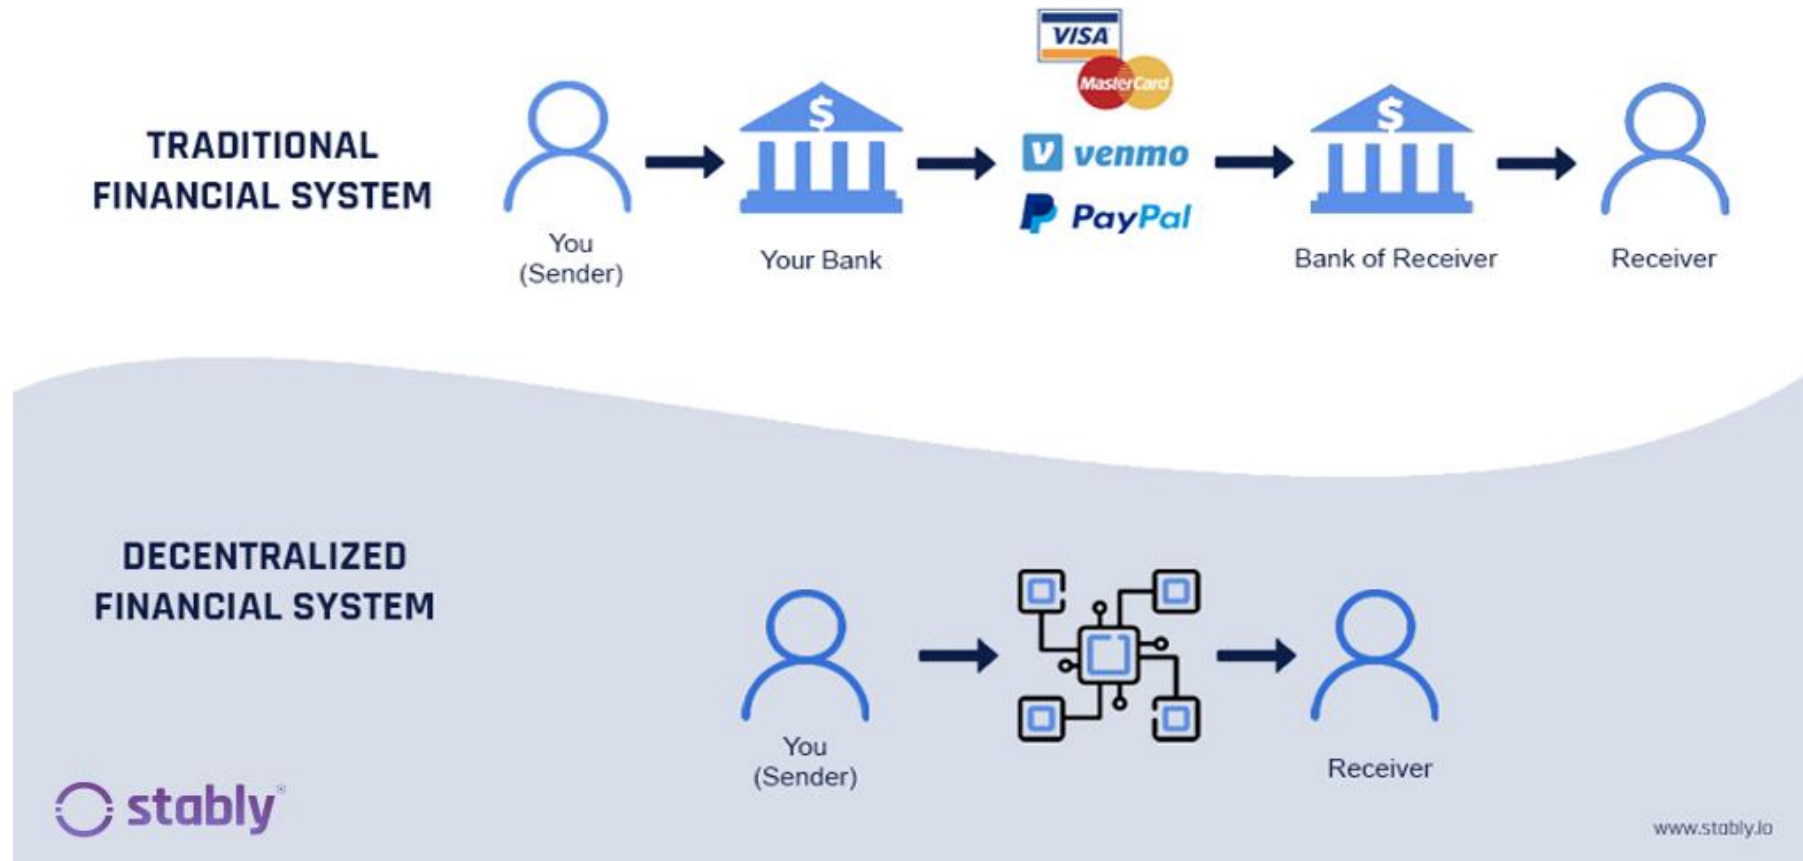 VISA
MasterCard
TRADITIONAL
FINANCIAL SYSTEM
$
V venmo
$
PayPal
You
(Sender)
Your Bank
Bank of Receiver
Receiver
DECENTRALIZED
FINANCIAL SYSTEM
You
(Sender)
Receiver
stably®
www.stably.io